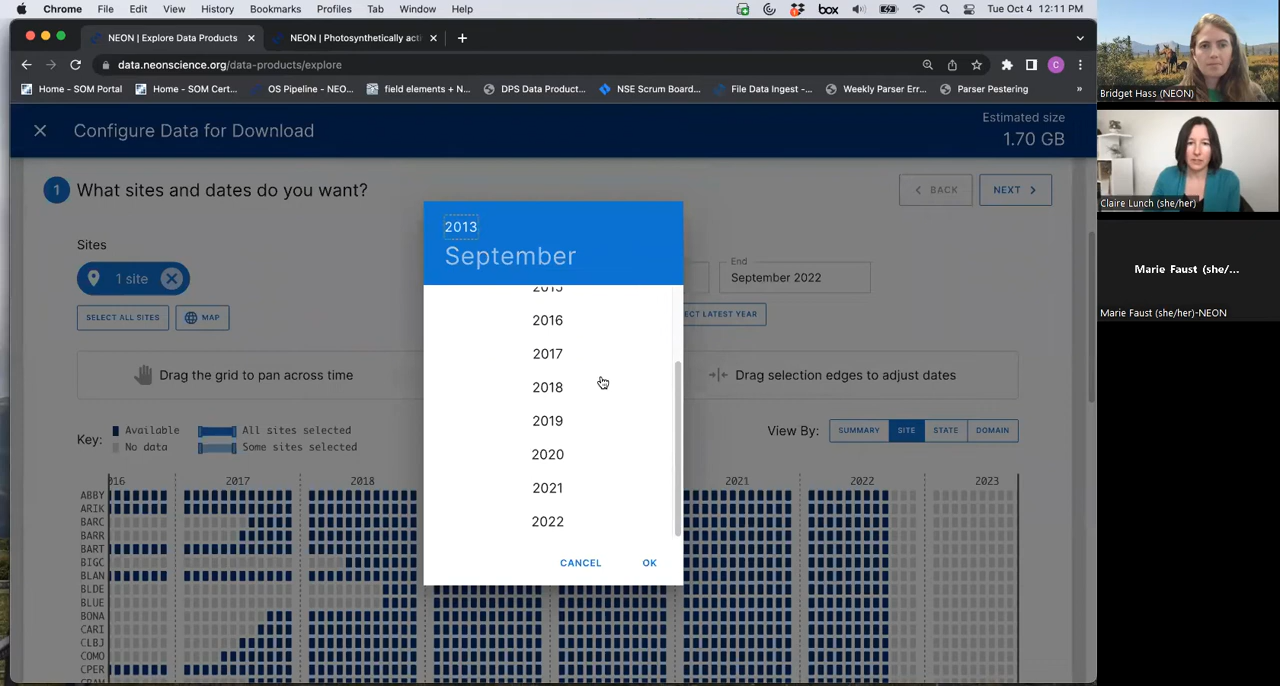 Chrome File Edit View History Bookmarks Profiles Tab Window Help box Tue Oct 4 12:11 PM
NEON | Explore Data Products × NEON | Photosynthetically acti × +
data.neonscience.org/data-products/explore C
Home - SOM Portal Home - SOM Cert... OS Pipeline - NEO... field elements + N... DPS Data Product... NSE Scrum Board... File Data Ingest -... Weekly Parser Err... Parser Pestering »
Configure Data for Download
Estimated size
1.70 GB
1 What sites and dates do you want?
BACK NEXT
Sites
1 site
SELECT ALL SITES MAP
End
September 2022
ECT LATEST YEAR
2013
September
2015
2016
2017
2018
2019
2020
2021
2022
CANCEL OK
Drag the grid to pan across time
Drag selection edges to adjust dates
Key: Available All sites selected
No data Some sites selected
View By: SUMMARY SITE STATE DOMAIN
016 2017 2018 2021 2022 2023
ABBY
ARIK
BARC
BARR
BART
BIGC
BLAN
BLDE
BLUE
BONA
CARI
CLBJ
COMO
CPER
Bridget Hass (NEON)
Claire Lunch (she/her)
Marie Faust (she/...
Marie Faust (she/her)-NEON